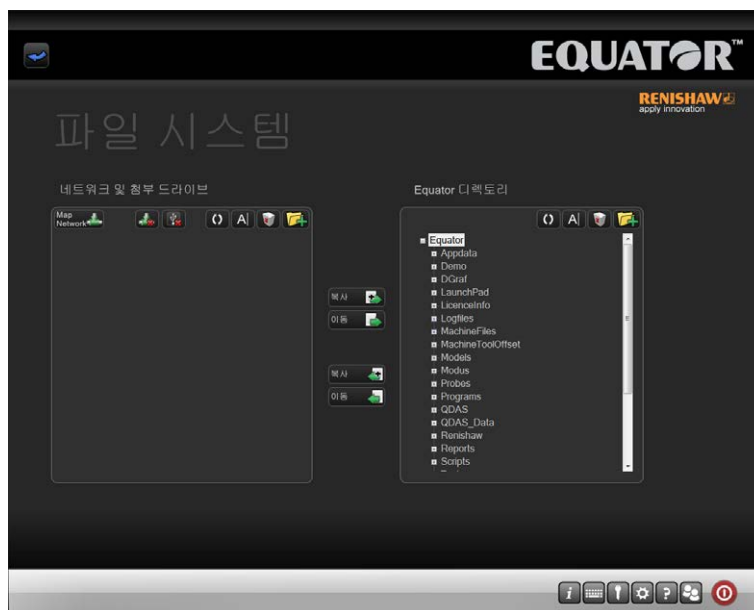 EQUATOR™
RENISHAW
apply innovation
파일 시스템
네트워크 및 첨부 드라이브
Equator 디렉토리
Map
Network
A|
A|
Equator
Appdata
Demo
DGraf
LaunchPad
LicenceInfo
Logfiles
MachineFiles
MachineToolOffset
Models
Modus
Probes
Programs
QDAS
QDAS_Data
Renishaw
Reports
Scripts
복사
이동
복사
이동